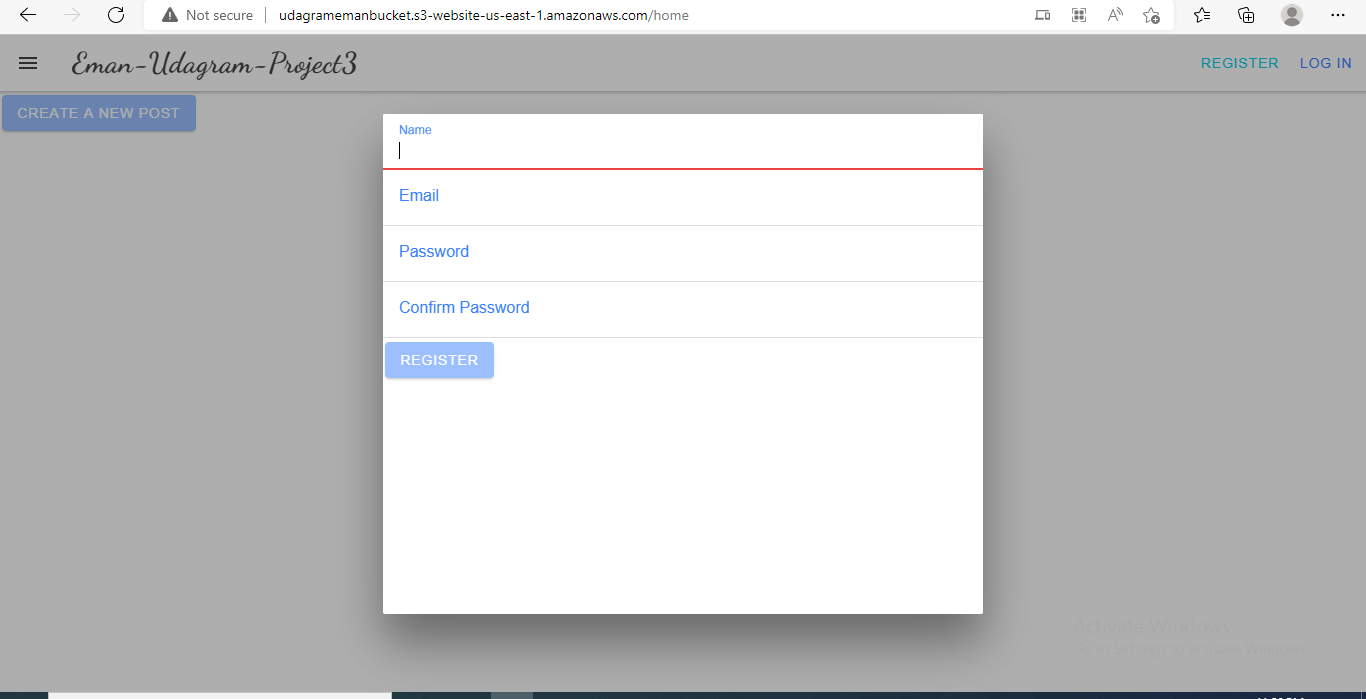 Not secure udagramemanbucket.s3-website-us-east-1.amazonaws.com/home
Eman-Udagram-Project3 REGISTER LOG IN
CREATE A NEW POST
Name
Email
Password
Confirm Password
REGISTER
Activate Windows
Go to Settings to activate Windows.